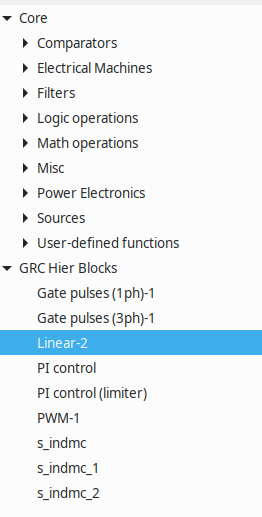 Core
Comparators
Electrical Machines
Filters
Logic operations
Math operations
Misc
Power Electronics
Sources
User-defined functions
GRC Hier Blocks
Gate pulses (1ph)-1
Gate pulses (3ph)-1
Linear-2
PI control
PI control (limiter)
PWM-1
s_indmc
s_indmc_1
s_indmc_2